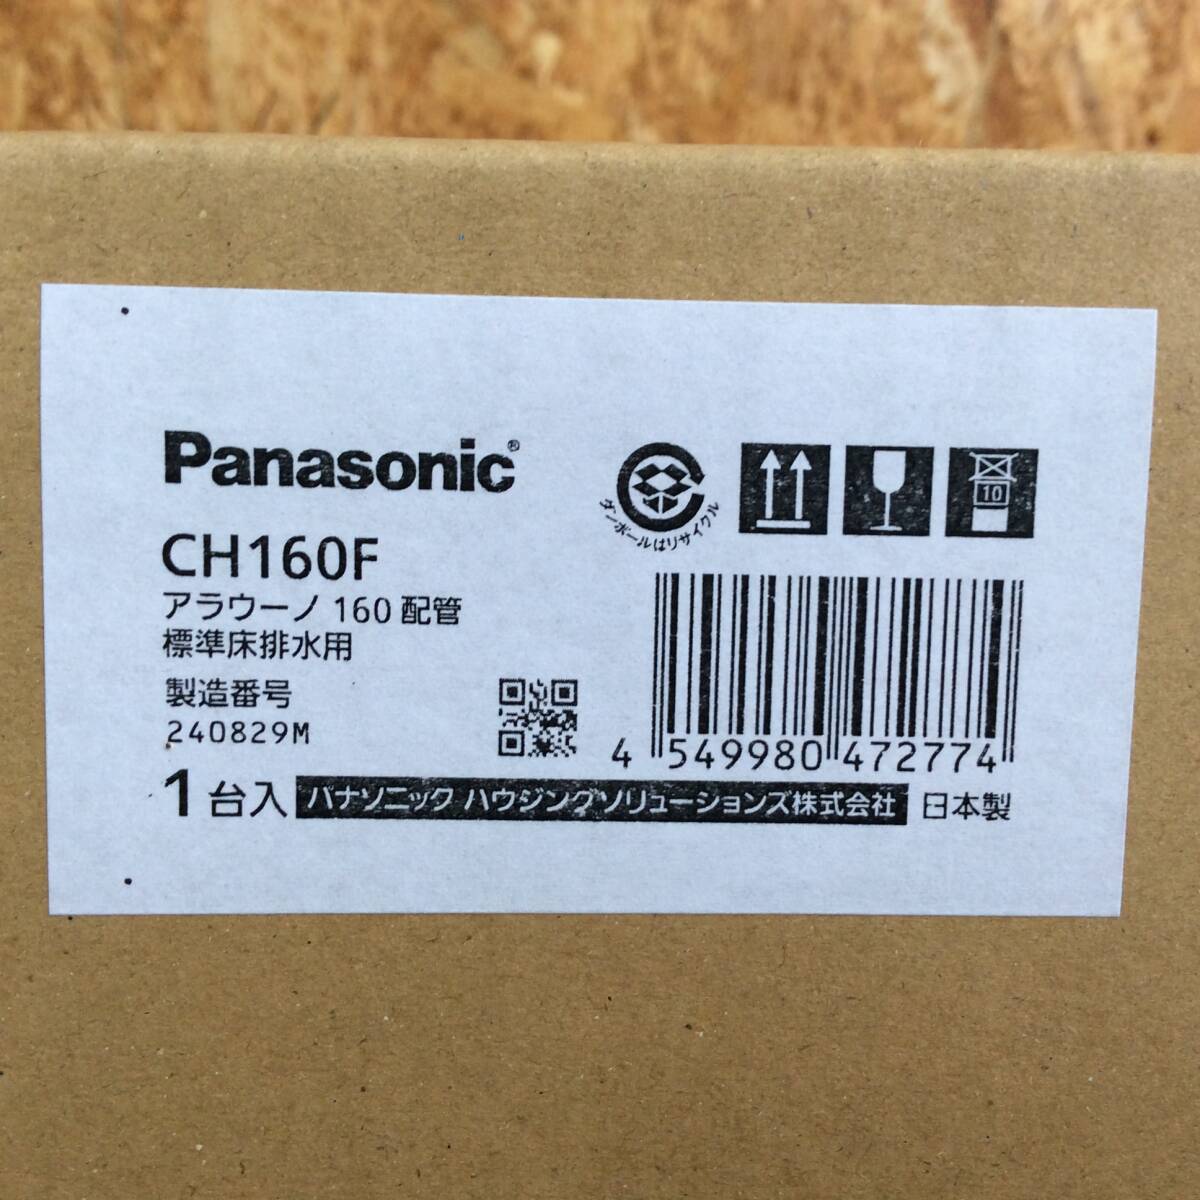 Panasonic®
ダンボールはリサイクル
10
CH160F
アラウーノ 160 配管
標準床排水用
製造番号
240829M
4 549980 472774
1 台入 パナソニック ハウジングソリューションズ株式会社 日本製